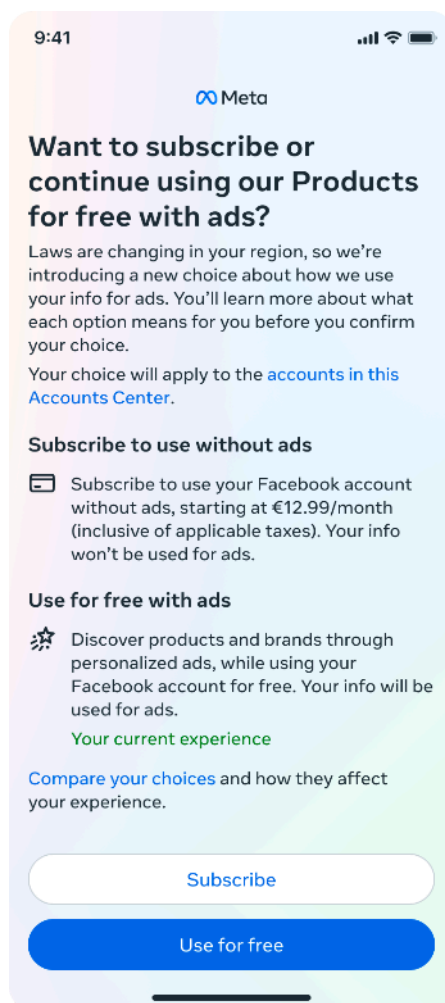 9:41
Meta
Want to subscribe or
continue using our Products
for free with ads?
Laws are changing in your region, so we’re
introducing a new choice about how we use
your info for ads. You’ll learn more about what
each option means for you before you confirm
your choice.
Your choice will apply to the accounts in this
Accounts Center.
Subscribe to use without ads
Subscribe to use your Facebook account
without ads, starting at €12.99/month
(inclusive of applicable taxes). Your info
won’t be used for ads.
Use for free with ads
Discover products and brands through
personalized ads, while using your
Facebook account for free. Your info will be
used for ads.
Your current experience
Compare your choices and how they affect
your experience.
Subscribe
Use for free